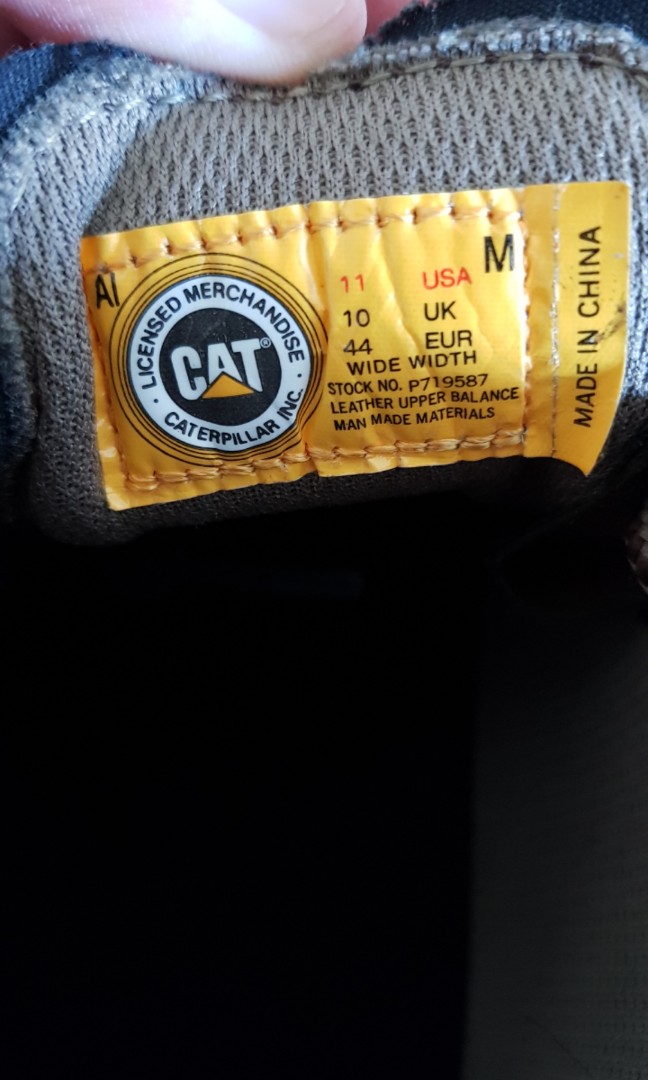 AI
LICENSED MERCHANDISE
CAT®
CATERPILLAR INC.
M
11 USA
10 UK
44 EUR
WIDE WIDTH
STOCK NO. P719587
LEATHER UPPER BALANCE
MAN MADE MATERIALS
MADE IN CHINA